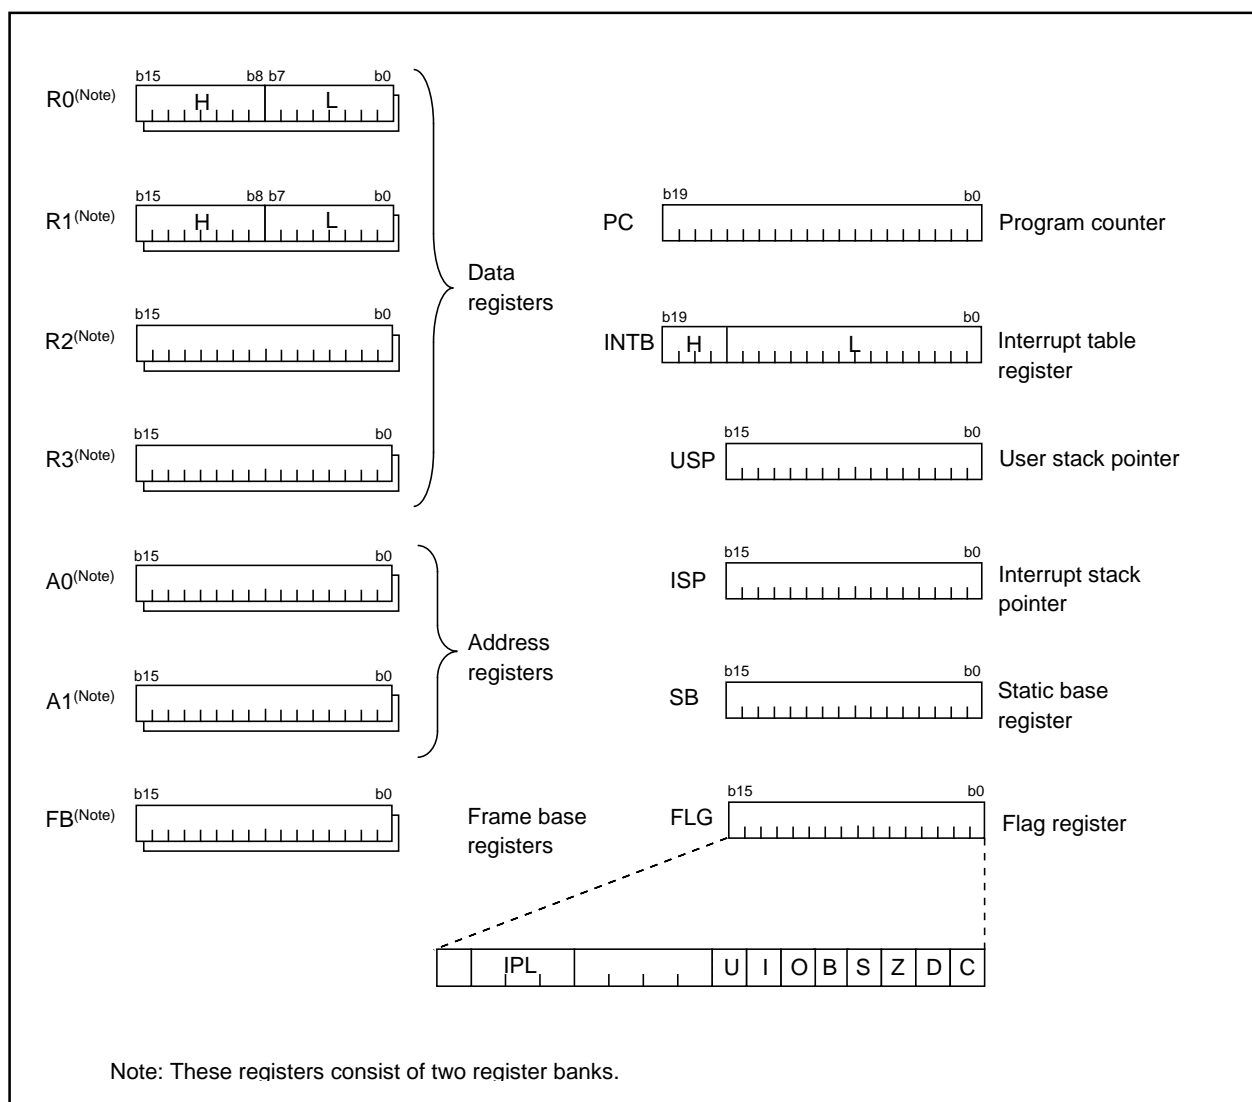 b15 b8 b7 b0
R0(Note) H L
b15 b8 b7 b0
R1(Note) H L
b15 b0
R2(Note)
b15 b0
R3(Note)
Data
registers
b15 b0
A0(Note)
b15 b0
A1(Note)
Address
registers
b15 b0
FB(Note)
Frame base
registers
b19 b0
PC Program counter
b19 b0
INTB H L Interrupt table
register
b15 b0
USP User stack pointer
b15 b0
ISP Interrupt stack
pointer
b15 b0
SB Static base
register
b15 b0
FLG Flag register
IPL U I O B S Z D C
Note: These registers consist of two register banks.